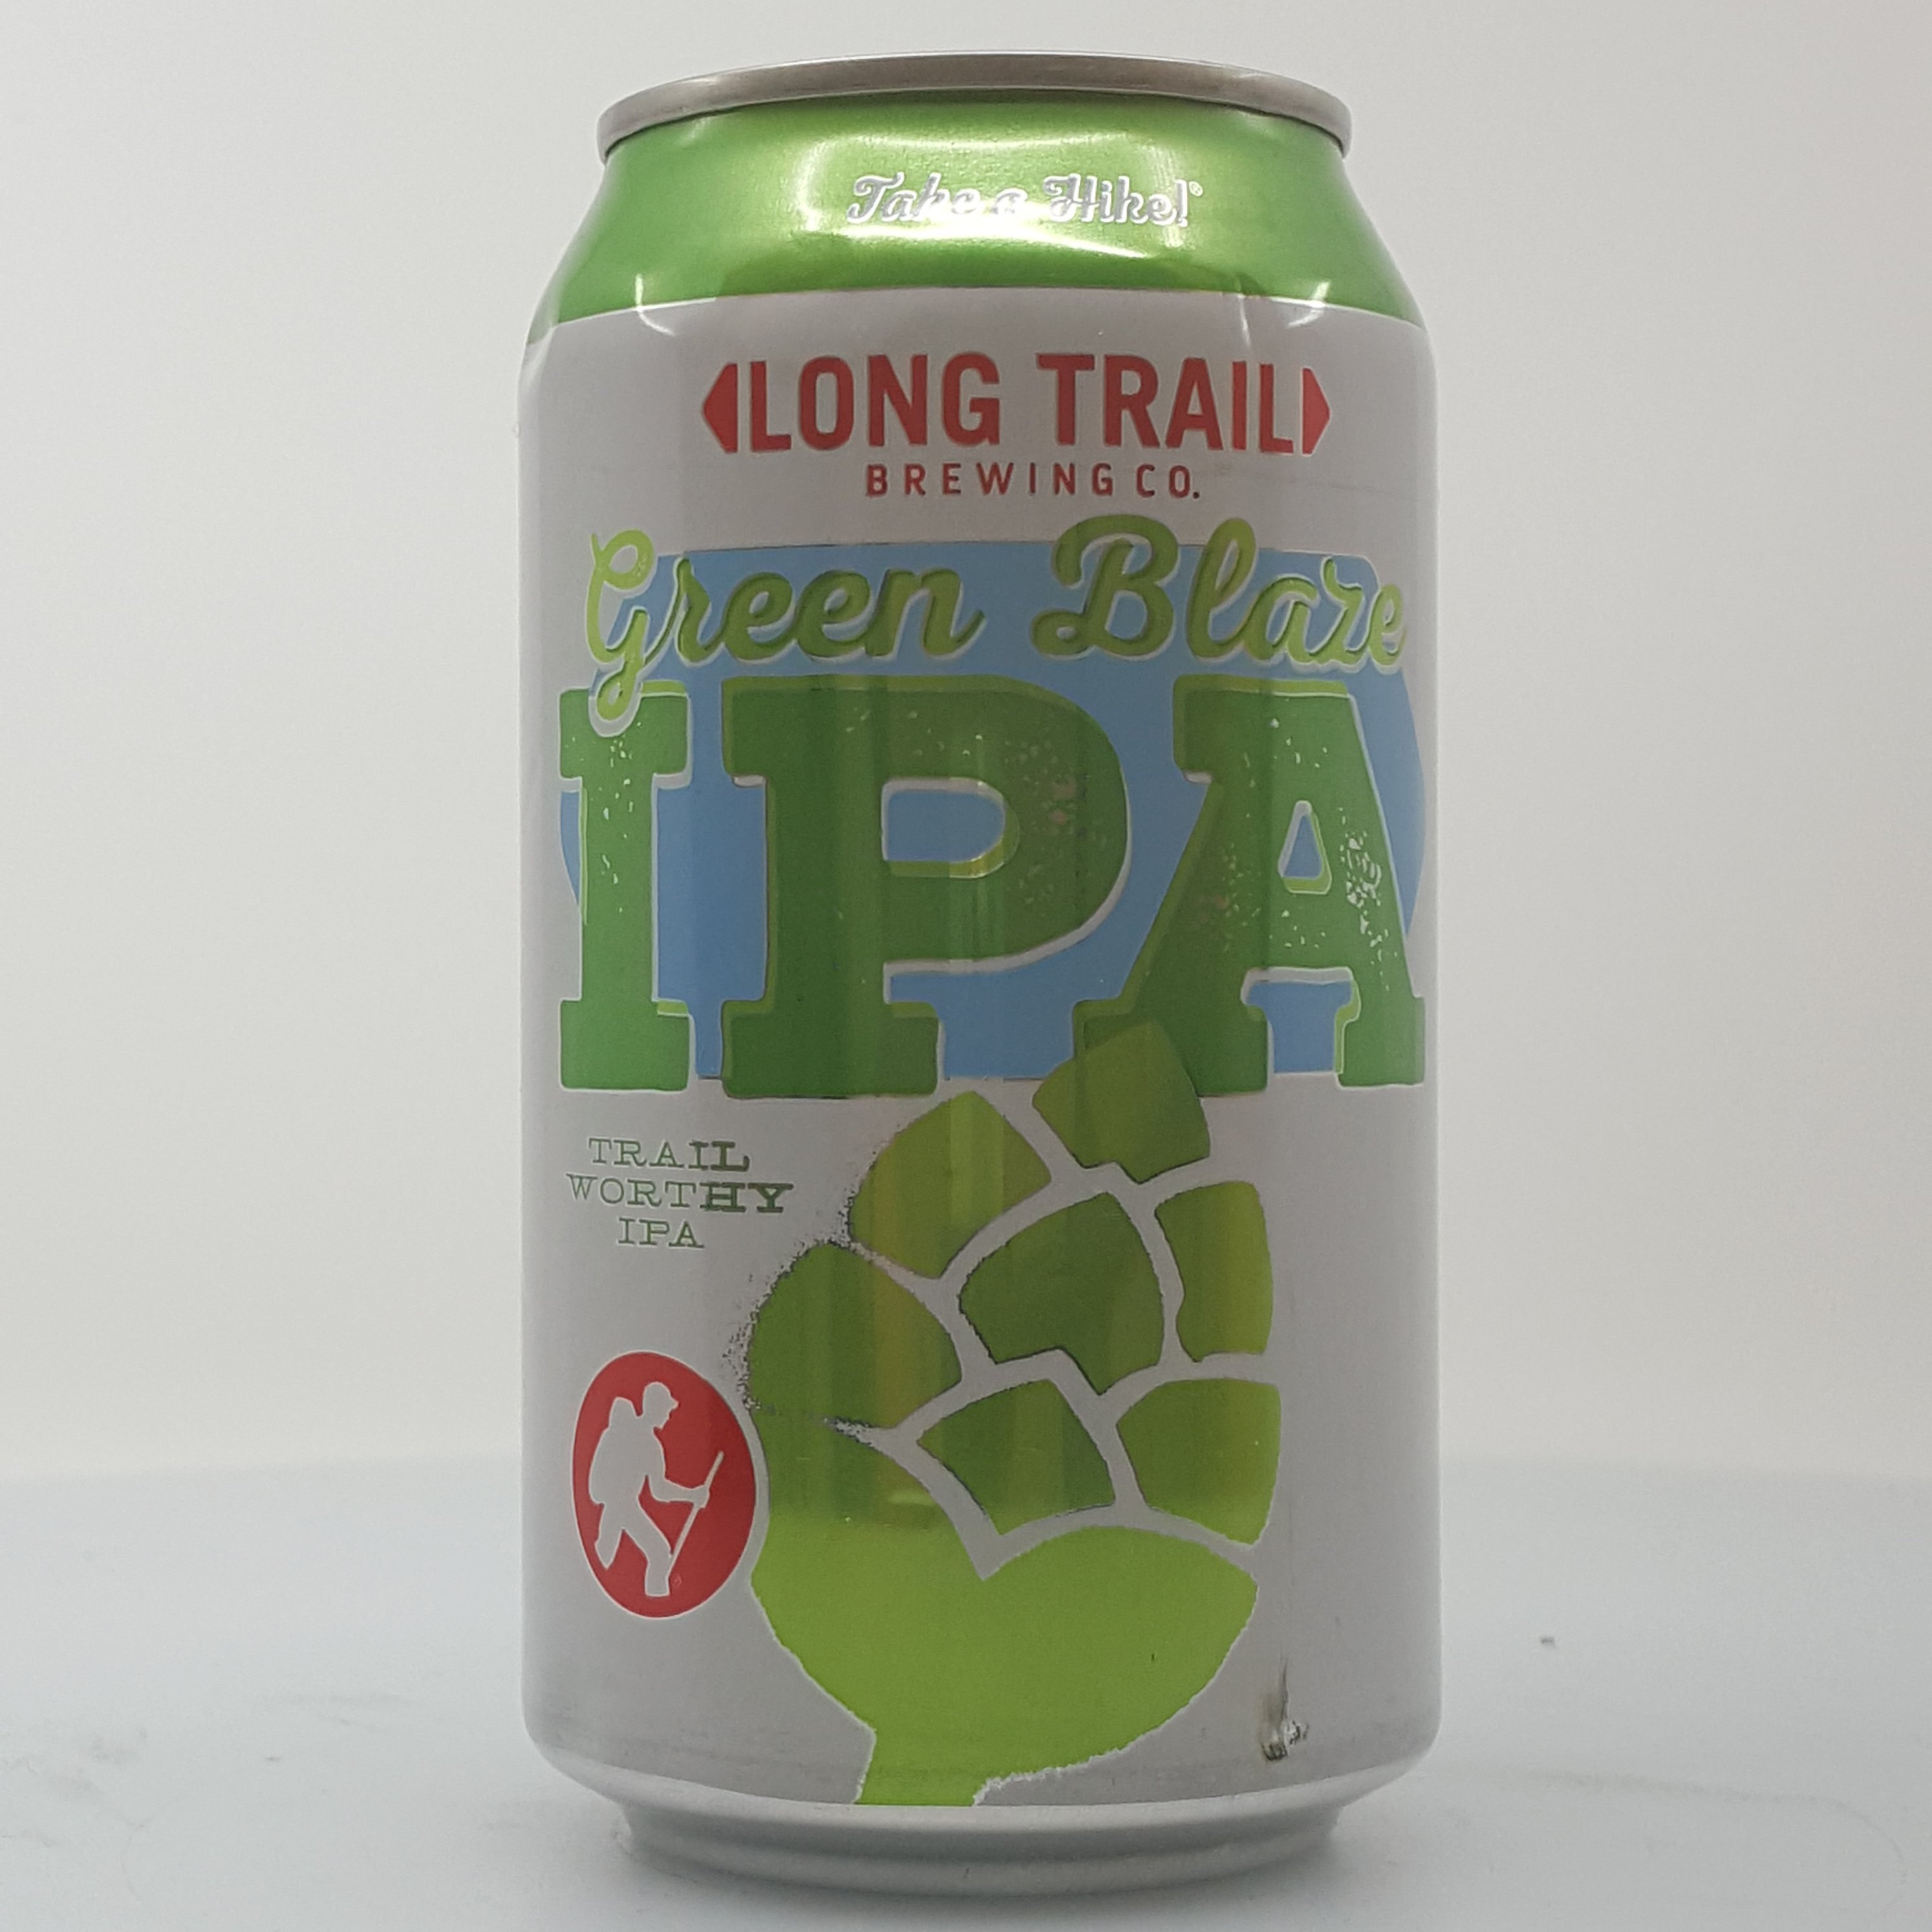 Take a Hike!®
LONG TRAIL
BREWING CO.
Green Blaze
IPA
TRAIL
WORTHY
IPA